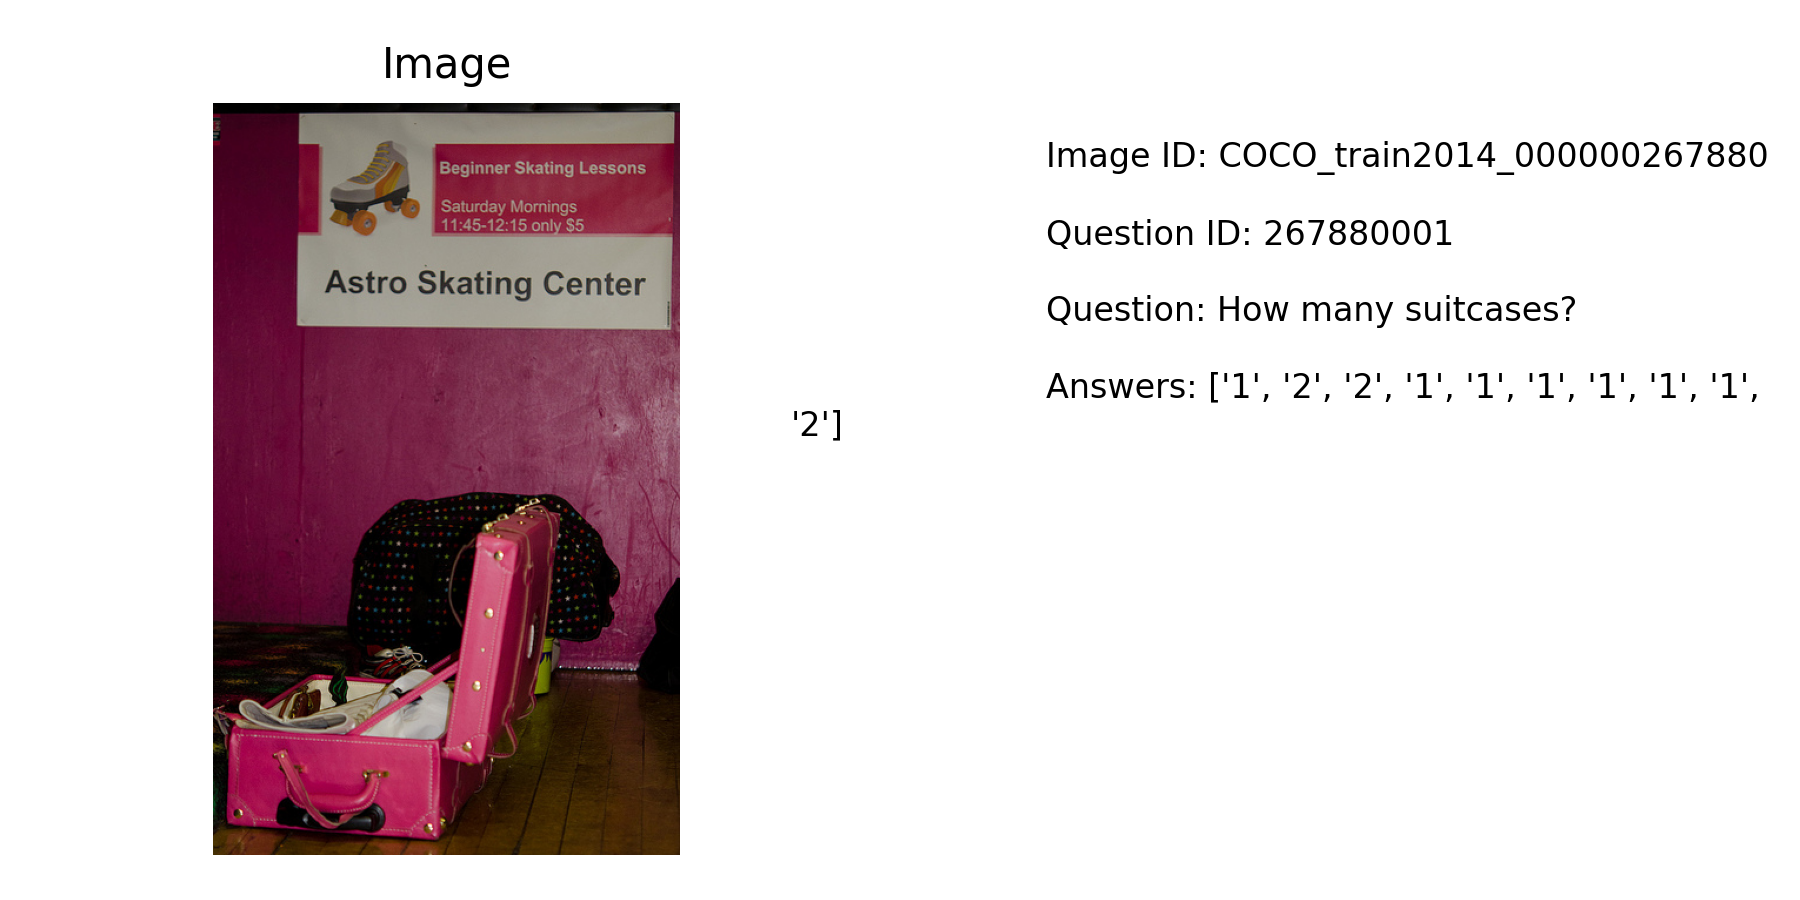 Image
Beginner Skating Lessons
Saturday Mornings
11:45-12:15 only $5
Astro Skating Center
Image ID: COCO_train2014_000000267880
Question ID: 267880001
Question: How many suitcases?
Answers: ['1', '2', '2', '1', '1', '1', '1', '1', '1',
'2']